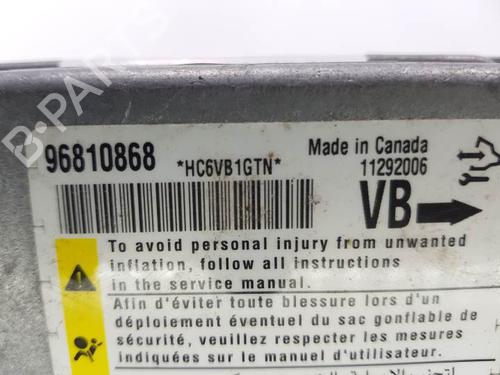 96810868
*HC6VB1GTN*
Made in Canada
11292006
VB
To avoid personal injury from unwanted
inflation, follow all instructions
in the service manual.
Afin d'éviter toute blessure lors d'un
déploiement éventuel du sac gonflable de
sécurité, veuillez respecter les mesures
indiquées sur le manuel d'utilisateur.
B-PARTS